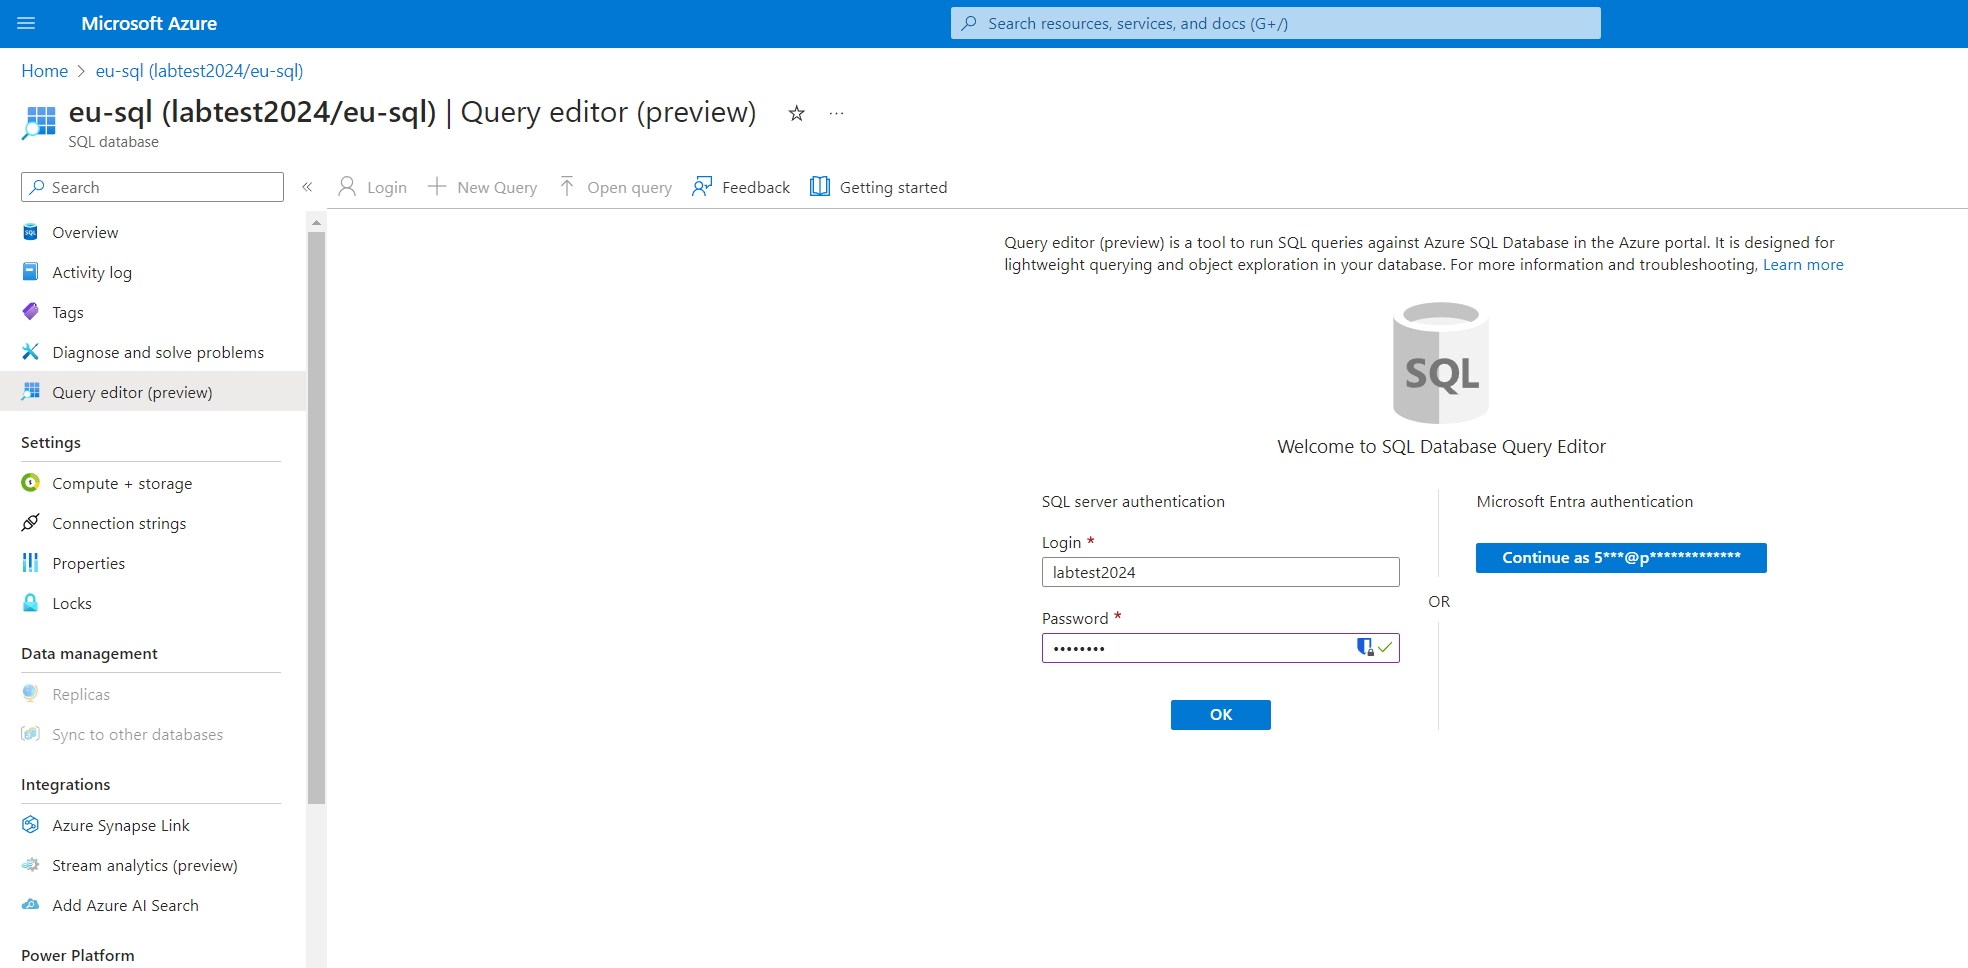 Microsoft Azure
Search resources, services, and docs (G+/)
Home > eu-sql (labtest2024/eu-sql)
eu-sql (labtest2024/eu-sql) | Query editor (preview) ☆ ···
SQL database
Search «
Login
New Query
Open query
Feedback
Getting started
Overview
Activity log
Tags
Diagnose and solve problems
Query editor (preview)
Settings
Compute + storage
Connection strings
Properties
Locks
Data management
Replicas
Sync to other databases
Integrations
Azure Synapse Link
Stream analytics (preview)
Add Azure AI Search
Power Platform
Query editor (preview) is a tool to run SQL queries against Azure SQL Database in the Azure portal. It is designed for
lightweight querying and object exploration in your database. For more information and troubleshooting, Learn more
SQL
Welcome to SQL Database Query Editor
SQL server authentication
Login *
labtest2024
Password *
••••••••
OK
OR
Microsoft Entra authentication
Continue as 5***@p*************